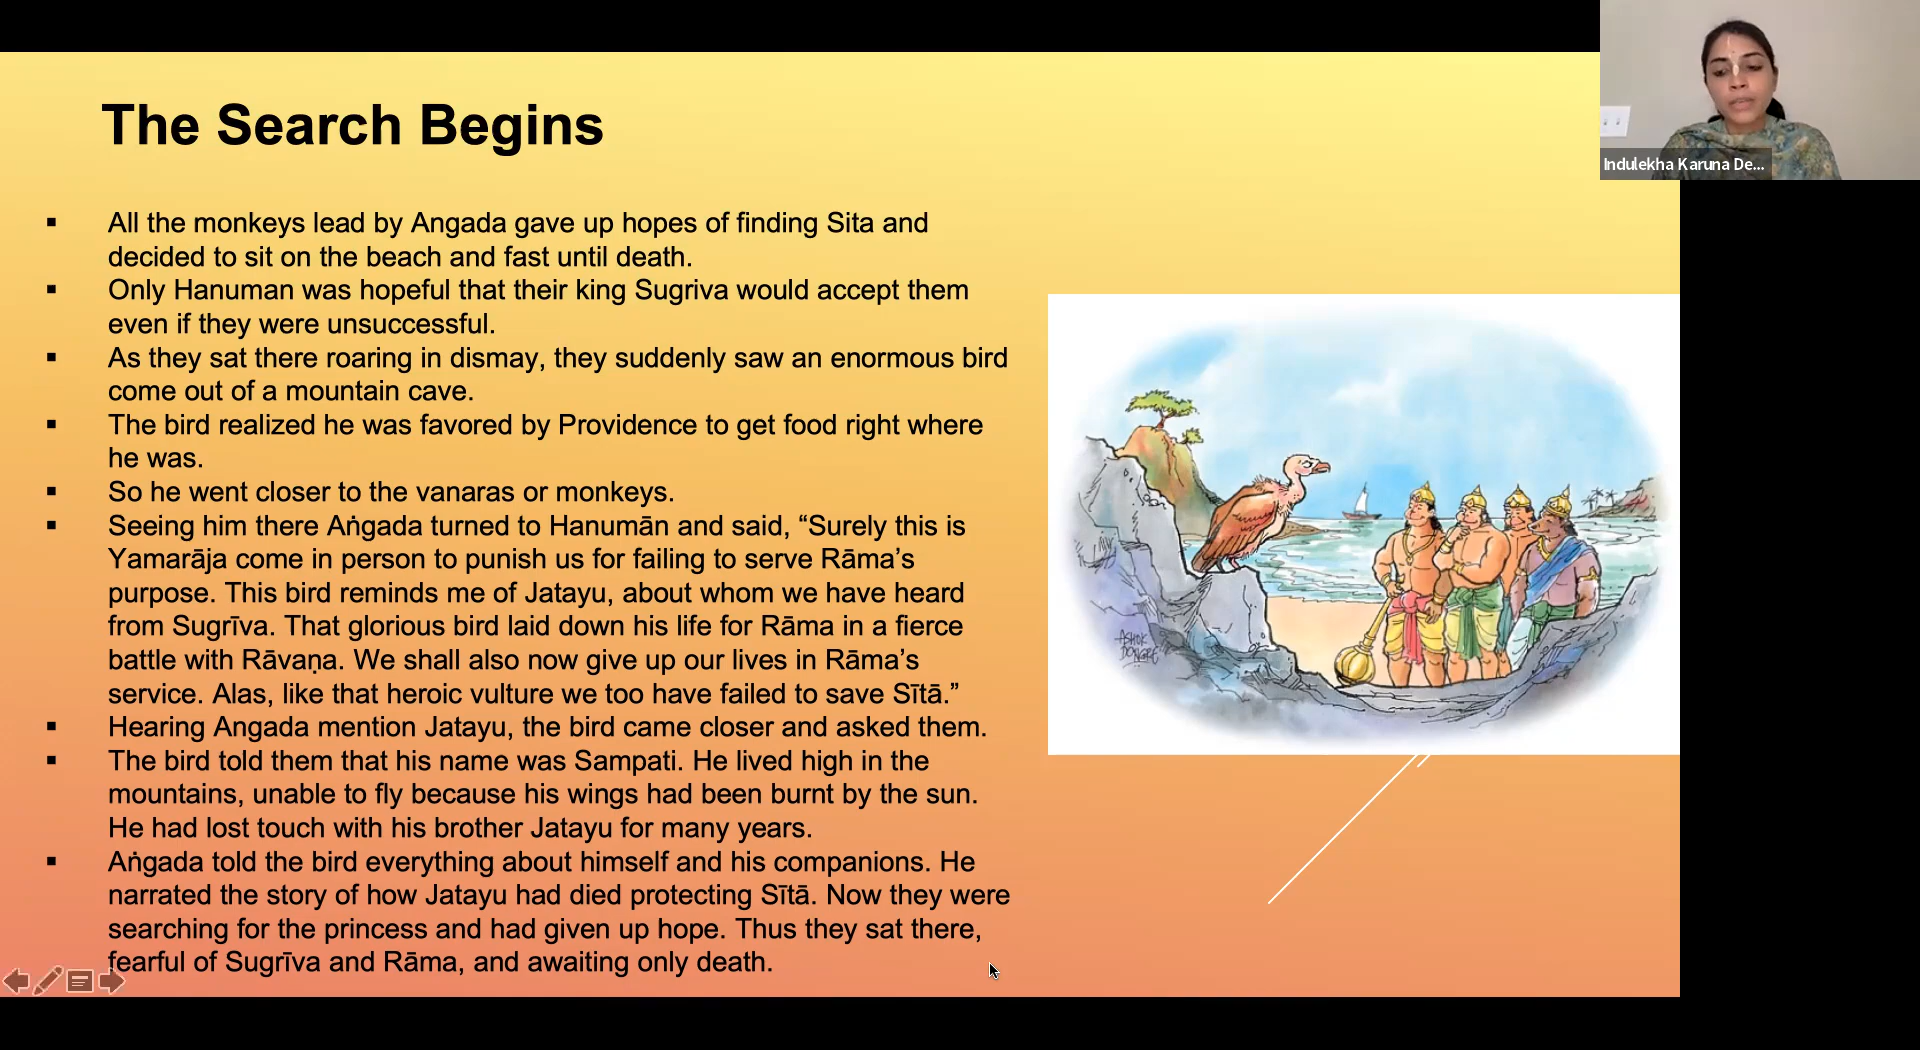 The Search Begins
Indulekha Karuna De...
▪ All the monkeys lead by Angada gave up hopes of finding Sita and
decided to sit on the beach and fast until death.
▪ Only Hanuman was hopeful that their king Sugriva would accept them
even if they were unsuccessful.
▪ As they sat there roaring in dismay, they suddenly saw an enormous bird
come out of a mountain cave.
▪ The bird realized he was favored by Providence to get food right where
he was.
▪ So he went closer to the vanaras or monkeys.
▪ Seeing him there Aṅgada turned to Hanumān and said, “Surely this is
Yamarāja come in person to punish us for failing to serve Rāma’s
purpose. This bird reminds me of Jatayu, about whom we have heard
from Sugrīva. That glorious bird laid down his life for Rāma in a fierce
battle with Rāvaṇa. We shall also now give up our lives in Rāma’s
service. Alas, like that heroic vulture we too have failed to save Sītā.”
▪ Hearing Angada mention Jatayu, the bird came closer and asked them.
▪ The bird told them that his name was Sampati. He lived high in the
mountains, unable to fly because his wings had been burnt by the sun.
He had lost touch with his brother Jatayu for many years.
▪ Aṅgada told the bird everything about himself and his companions. He
narrated the story of how Jatayu had died protecting Sītā. Now they were
searching for the princess and had given up hope. Thus they sat there,
fearful of Sugrīva and Rāma, and awaiting only death.
ASHOK
DONGRE